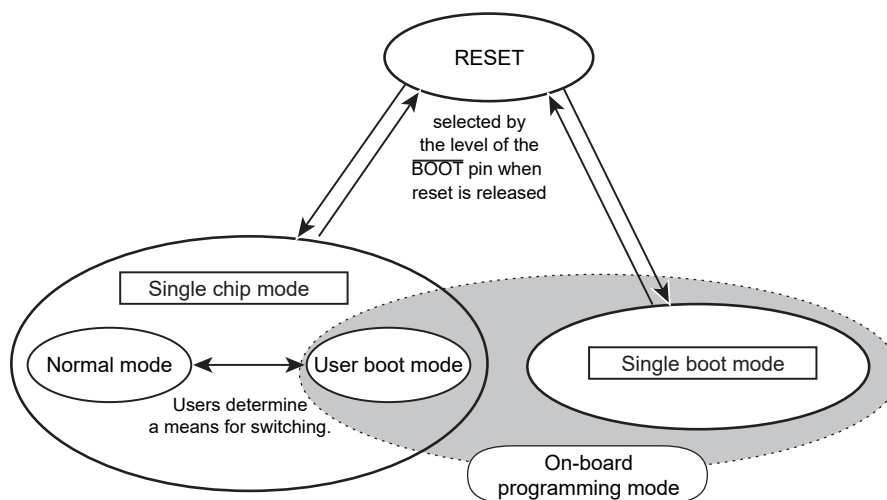 RESET
selected by
the level of the
BOOT pin when
reset is released
Single chip mode
Normal mode
User boot mode
Single boot mode
Users determine
a means for switching.
On-board
programming mode